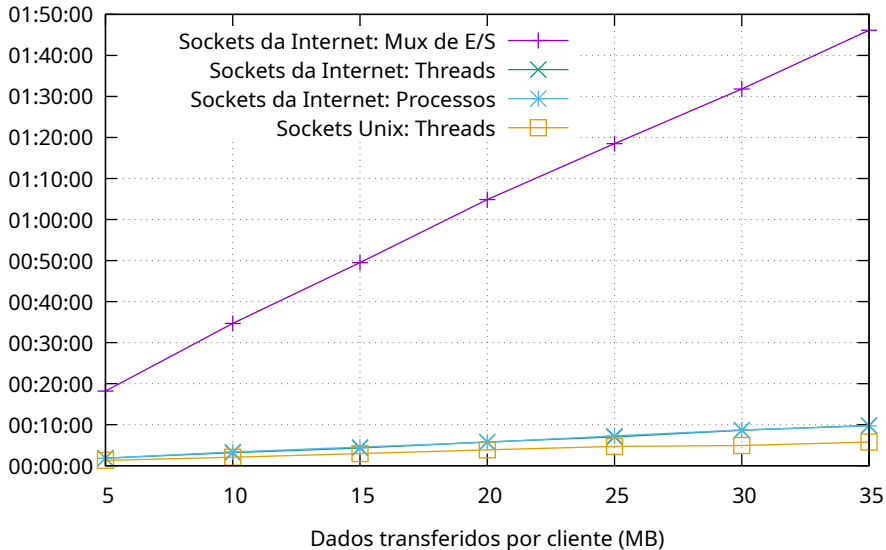 01:50:00
01:40:00
01:30:00
01:20:00
01:10:00
01:00:00
00:50:00
00:40:00
00:30:00
00:20:00
00:10:00
00:00:00
Sockets da Internet: Mux de E/S
Sockets da Internet: Threads
Sockets da Internet: Processos
Sockets Unix: Threads
5 10 15 20 25 30 35
Dados transferidos por cliente (MB)